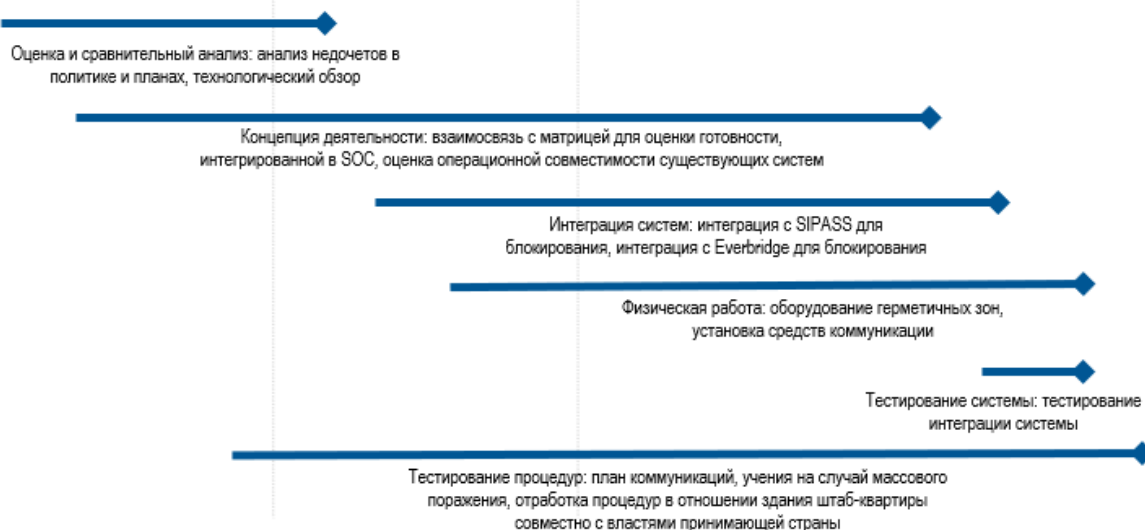 Оценка и сравнительный анализ: анализ недочетов в
политике и планах, технологический обзор
Концепция деятельности: взаимосвязь с матрицей для оценки готовности,
интегрированной в SOC, оценка операционной совместимости существующих систем
Интеграция систем: интеграция с SIPASS для
блокирования, интеграция с Everbridge для блокирования
Физическая работа: оборудование герметичных зон,
установка средств коммуникации
Тестирование системы: тестирование
интеграции системы
Тестирование процедур: план коммуникаций, учения на случай массового
поражения, отработка процедур в отношении здания штаб-квартиры
совместно с властями принимающей страны